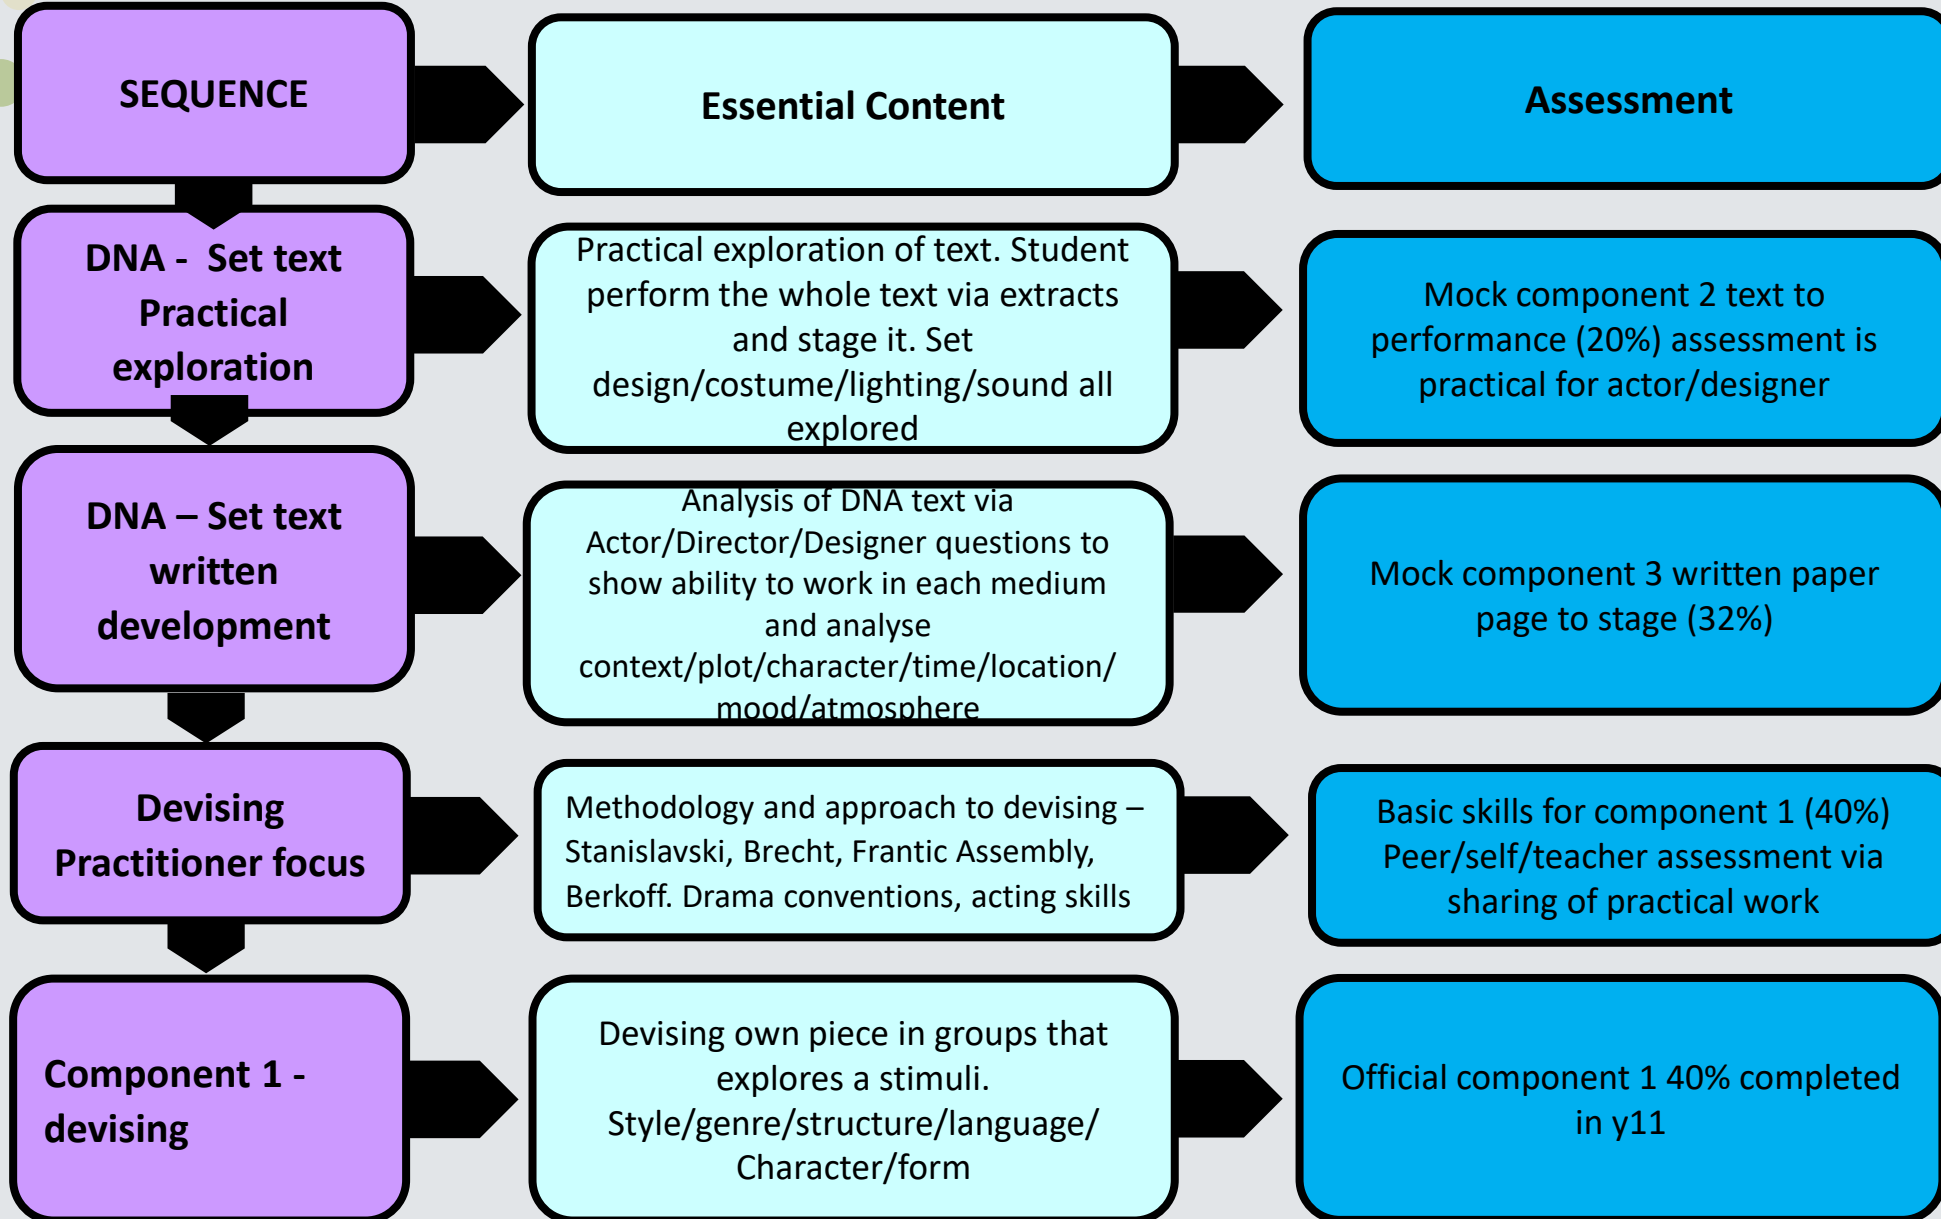 SEQUENCE
Essential Content
Assessment
DNA -  Set text
Practical
exploration
Practical exploration of text. Student
perform the whole text via extracts
and stage it. Set
design/costume/lighting/sound all
explored
Mock component 2 text to
performance (20%) assessment is
practical for actor/designer
DNA – Set text
written
development
Analysis of DNA text via
Actor/Director/Designer questions to
show ability to work in each medium
and analyse
context/plot/character/time/location/
mood/atmosphere
Mock component 3 written paper
page to stage (32%)
Devising
Practitioner focus
Methodology and approach to devising –
Stanislavski, Brecht, Frantic Assembly,
Berkoff. Drama conventions, acting skills
Basic skills for component 1 (40%)
Peer/self/teacher assessment via
sharing of practical work
Component 1 -
devising
Devising own piece in groups that
explores a stimuli.
Style/genre/structure/language/
Character/form
Official component 1 40% completed
in y11